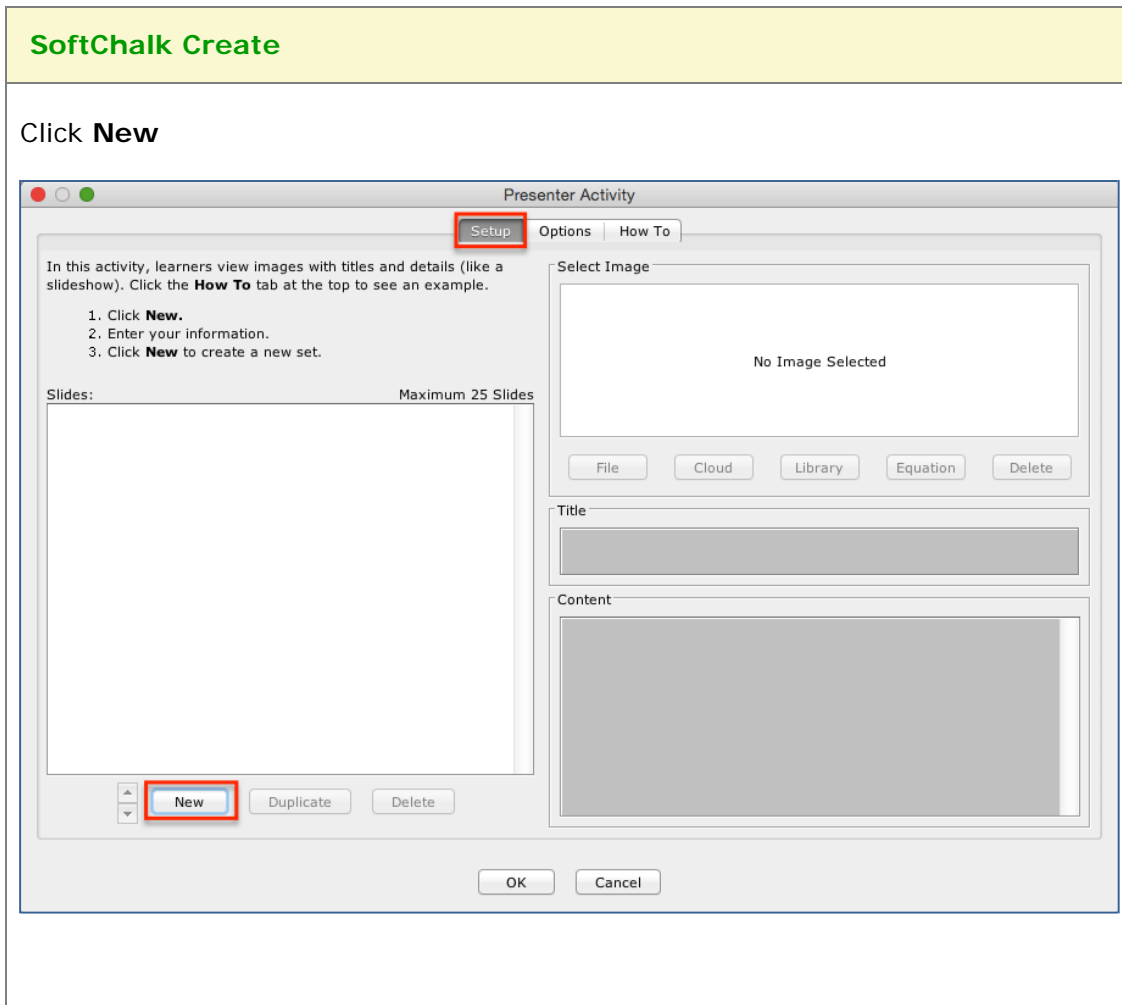 SoftChalk Create
Click New
Presenter Activity
Setup Options How To
In this activity, learners view images with titles and details (like a
slideshow). Click the How To tab at the top to see an example.
1. Click New.
2. Enter your information.
3. Click New to create a new set.
Slides: Maximum 25 Slides
New Duplicate Delete
Select Image
No Image Selected
File Cloud Library Equation Delete
Title
Content
OK Cancel